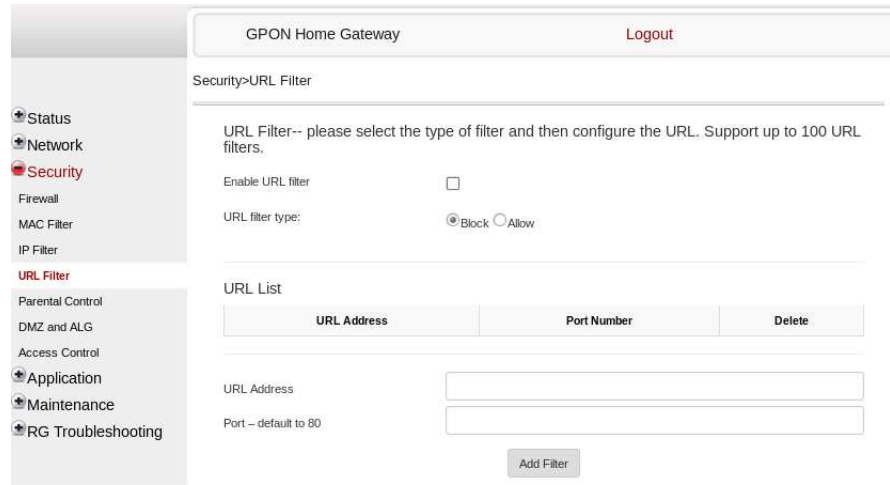 GPON Home Gateway
Logout
Security>URL Filter
Status
Network
Security
Firewall
MAC Filter
IP Filter
URL Filter
Parental Control
DMZ and ALG
Access Control
Application
Maintenance
RG Troubleshooting
URL Filter-- please select the type of filter and then configure the URL. Support up to 100 URL
filters.
Enable URL filter
URL filter type:
Block Allow
URL List
URL Address Port Number Delete
URL Address
Port – default to 80
Add Filter